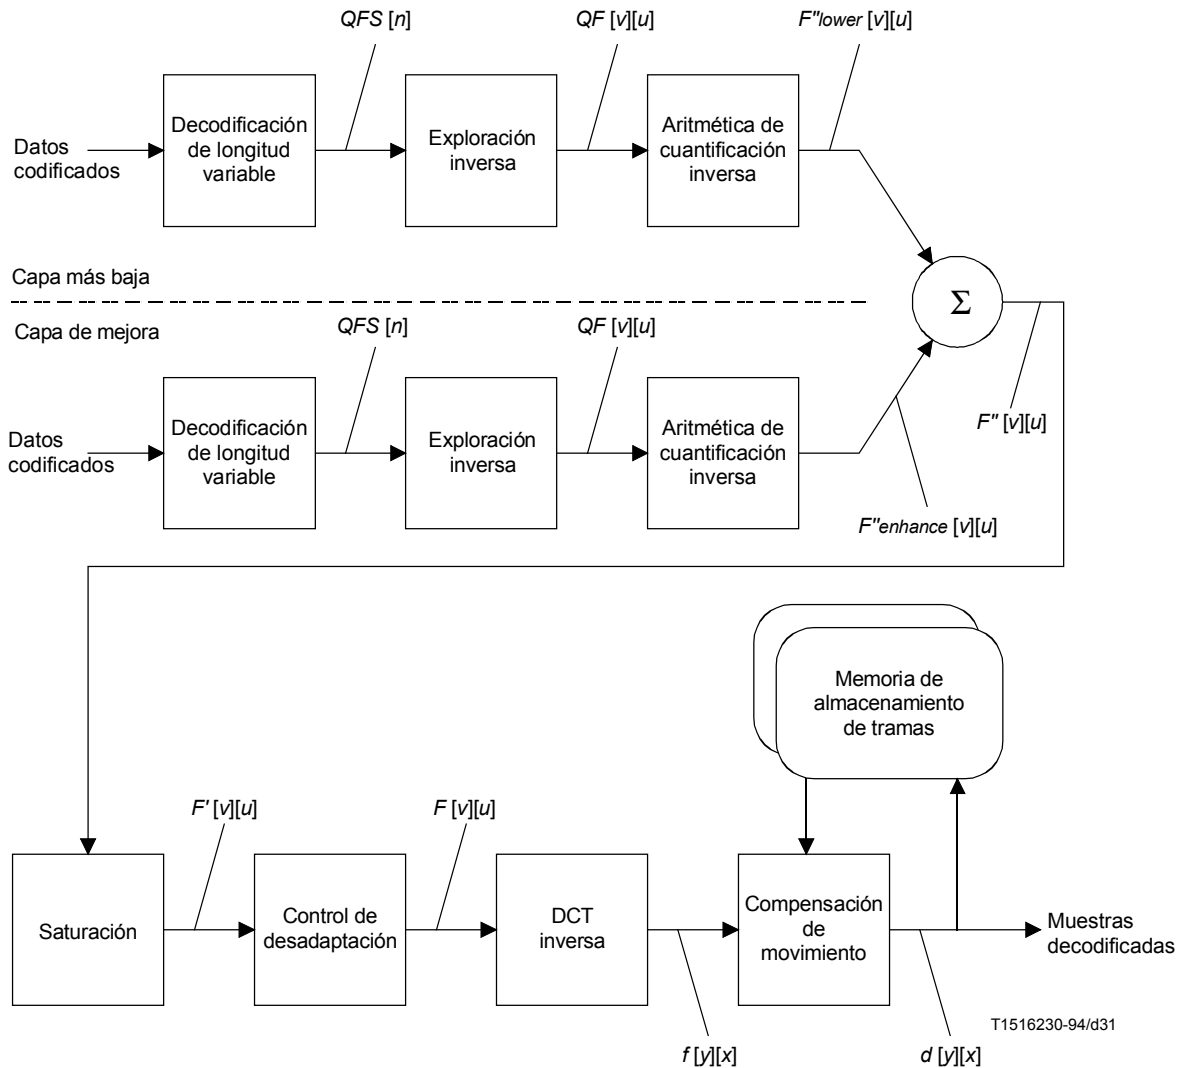 QFS [n]
QF [v][u]
F"lower [v][u]
Datos
codificados
Decodificación
de longitud
variable
Exploración
inversa
Aritmética de
cuantificación
inversa
Capa más baja
Σ
Capa de mejora
QFS [n]
QF [v][u]
F" [v][u]
Datos
codificados
Decodificación
de longitud
variable
Exploración
inversa
Aritmética de
cuantificación
inversa
F"enhance [v][u]
Memoria de
almacenamiento
de tramas
F' [v][u]
F [v][u]
Saturación
Control de
desadaptación
DCT
inversa
Compensación
de
movimiento
Muestras
decodificadas
T1516230-94/d31
f [y][x]
d [y][x]